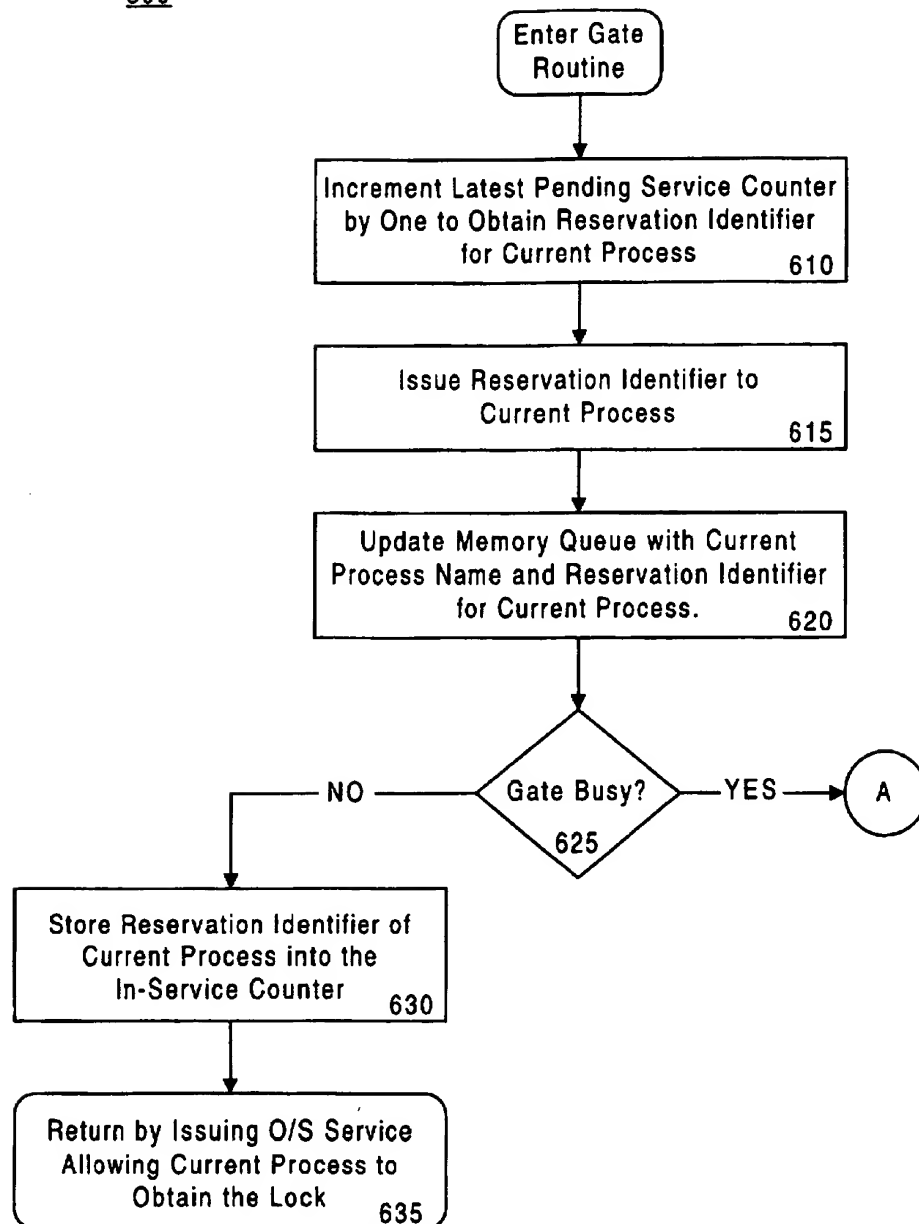 Enter Gate
Routine
Increment Latest Pending Service Counter
by One to Obtain Reservation Identifier
for Current Process
610
Issue Reservation Identifier to
Current Process
615
Update Memory Queue with Current
Process Name and Reservation Identifier
for Current Process.
620
Gate Busy?
625
NO
YES
A
Store Reservation Identifier of
Current Process into the
In-Service Counter
630
Return by Issuing O/S Service
Allowing Current Process to
Obtain the Lock
635